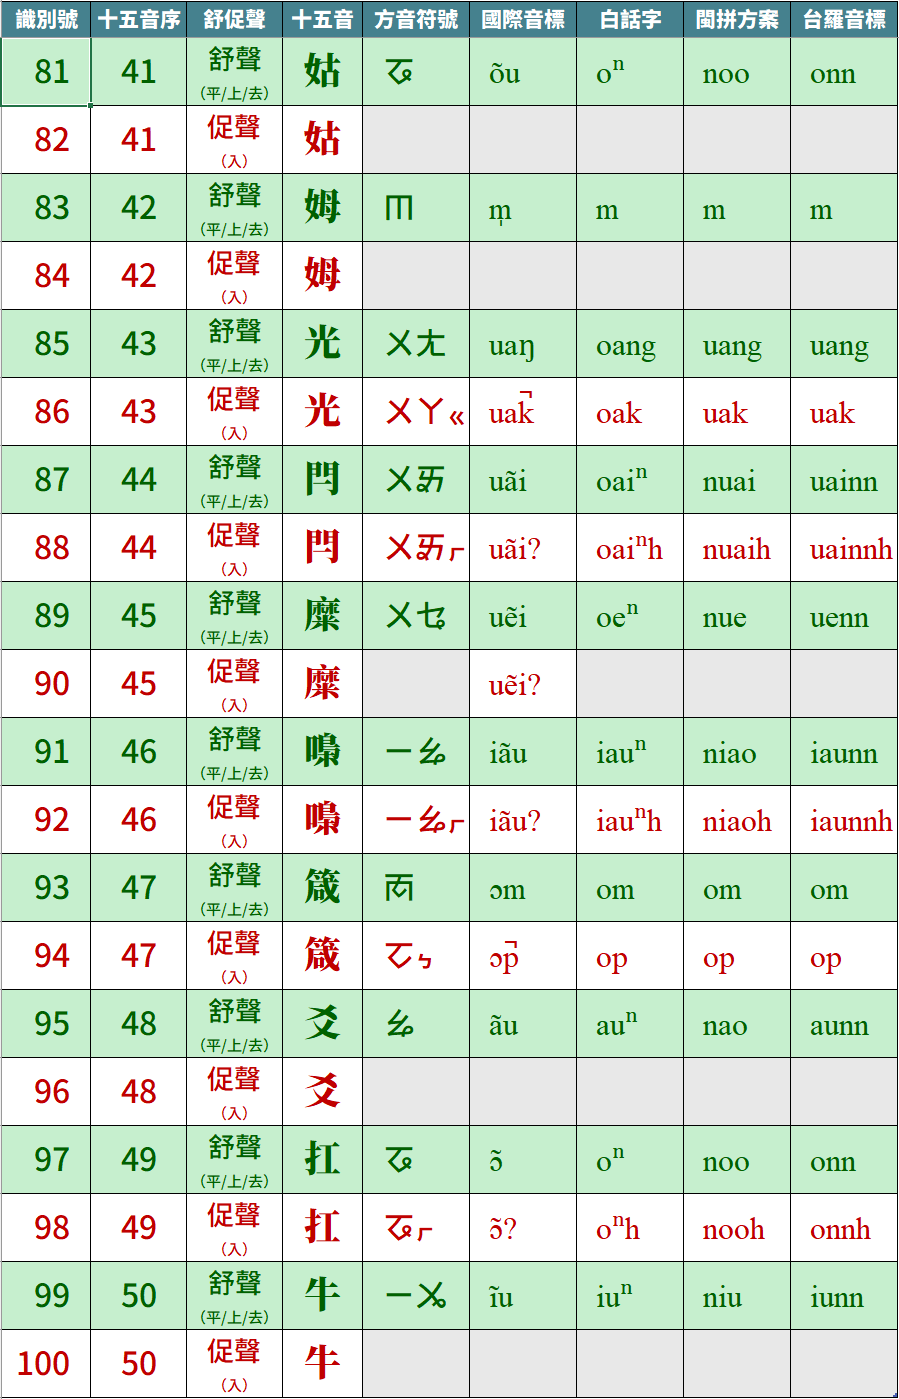 識別號 十五音序 舒促聲 十五音 方音符號 國際音標 白話字 閩拼方案 台羅音標
81 41 舒聲 (平/上/去) 姑 ㆧ õu oⁿ noo onn
82 41 促聲 (入) 姑
83 42 舒聲 (平/上/去) 姆 ㆬ m̩ m m m
84 42 促聲 (入) 姆
85 43 舒聲 (平/上/去) 光 ㄨㄤ uaŋ oang uang uang
86 43 促聲 (入) 光 ㄨㄚㆻ uak̚ oak uak uak
87 44 舒聲 (平/上/去) 閂 ㄨㆮ uãi oaiⁿ nuai uainn
88 44 促聲 (入) 閂 ㄨㆮㆷ uãi? oaiⁿh nuaih uainnh
89 45 舒聲 (平/上/去) 糜 ㄨㆥ uẽi oeⁿ nue uenn
90 45 促聲 (入) 糜 uẽi?
91 46 舒聲 (平/上/去) 嘄 ㄧㆯ iãu iauⁿ niao iaunn
92 46 促聲 (入) 嘄 ㄧㆯㆷ iãu? iauⁿh niaoh iaunnh
93 47 舒聲 (平/上/去) 箴 ㆱ ɔm om om om
94 47 促聲 (入) 箴 ㆦㆴ ɔp̚ op op op
95 48 舒聲 (平/上/去) 爻 ㆯ ãu auⁿ nao aunn
96 48 促聲 (入) 爻
97 49 舒聲 (平/上/去) 扛 ㆧ ɔ̃ oⁿ noo onn
98 49 促聲 (入) 扛 ㆧㆷ ɔ̃? oⁿh nooh onnh
99 50 舒聲 (平/上/去) 牛 ㄧㆫ ĩu iuⁿ niu iunn
100 50 促聲 (入) 牛